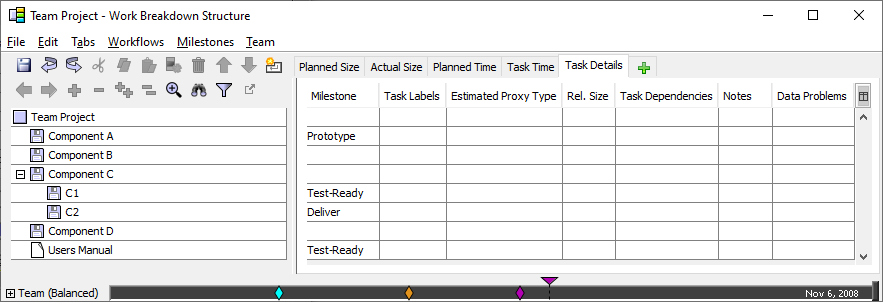 Team Project - Work Breakdown Structure
File Edit Tabs Workflows Milestones Team
Planned Size Actual Size Planned Time Task Time Task Details
Milestone Task Labels Estimated Proxy Type Rel. Size Task Dependencies Notes Data Problems
Team Project
Component A Prototype
Component B
Component C
C1 Test-Ready
C2 Deliver
Component D
Users Manual Test-Ready
Team (Balanced) Nov 6, 2008